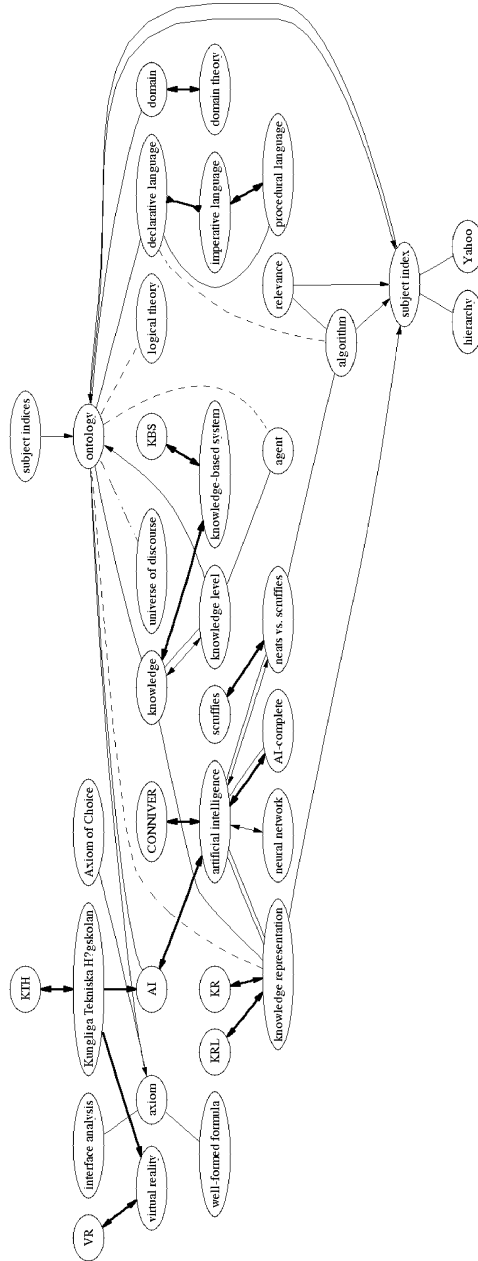 subject indices
ontology
domain
domain theory
declarative language
imperative language
procedural language
logical theory
relevance
algorithm
subject index
Yahoo
hierarchy
KBS
knowledge-based system
agent
universe of discourse
knowledge
knowledge level
neats vs. scruffies
scruffies
AI-complete
Axiom of Choice
CONNIVER
artificial intelligence
neural network
KTH
Kungliga Tekniska H?gskolan
AI
KR
KRL
knowledge representation
interface analysis
axiom
VR
virtual reality
well-formed formula